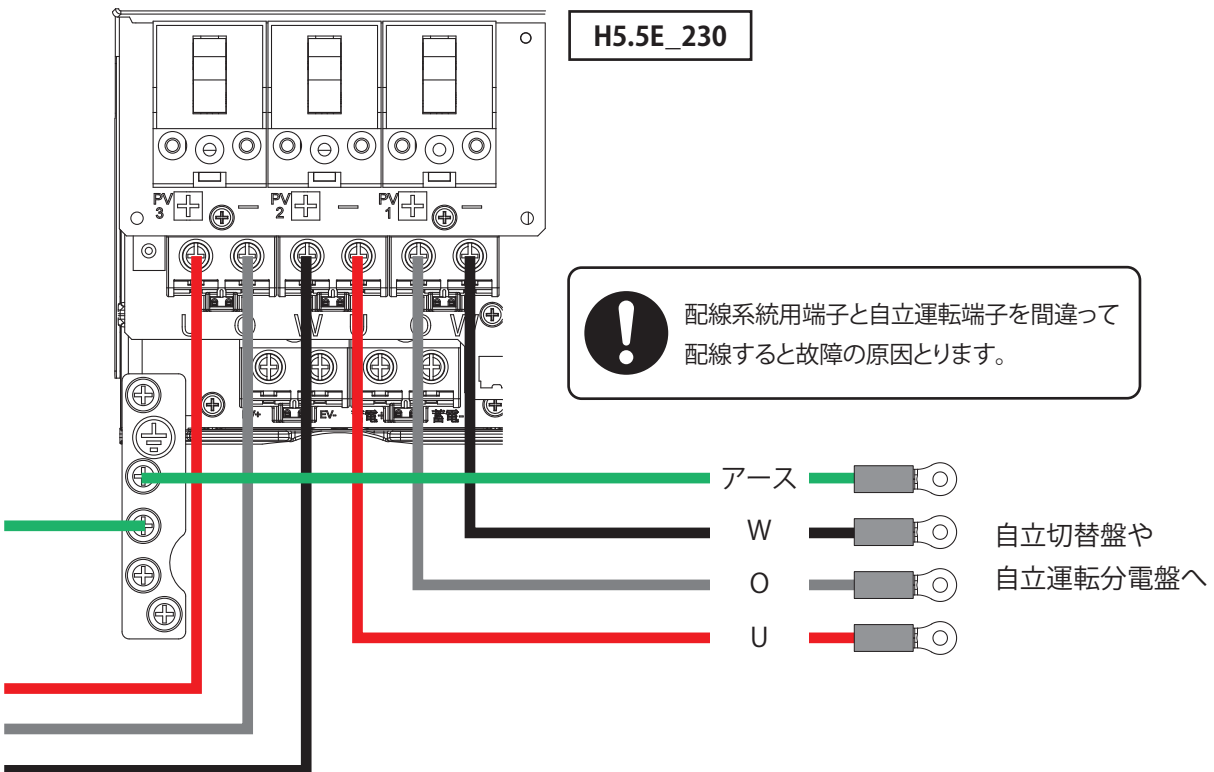 H5.5E_230
PV 3 + −
PV 2 + −
PV 1 + −
配線系統用端子と自立運転端子を間違って
配線すると故障の原因とります。
U O W U O W
EV- 蓄電+ 蓄電-
アース
W
O
U
自立切替盤や
自立運転分電盤へ